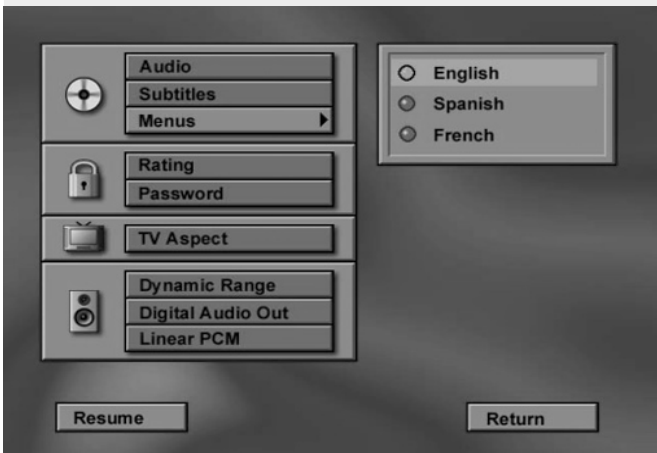 Audio
Subtitles
Menus
Rating
Password
TV Aspect
Dynamic Range
Digital Audio Out
Linear PCM
English
Spanish
French
Resume
Return